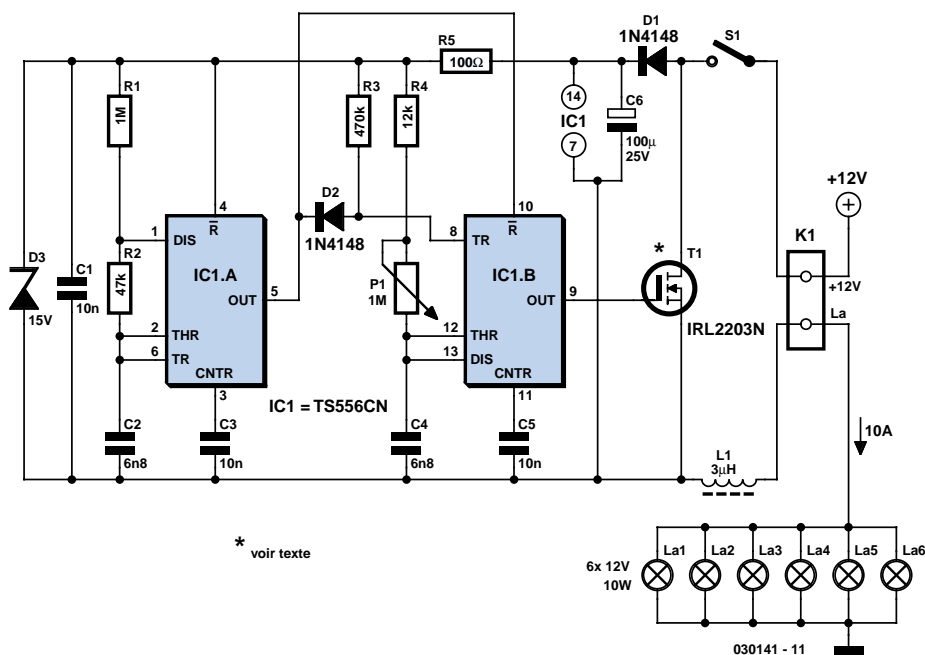 D1
1N4148
S1
R5
100Ω
R1
1M
R3
470k
R4
12k
14
IC1
7
C6
100µ
25V
+12V
D2
1N4148
4
R
1
DIS
R2
47k
IC1.A
OUT
5
2
THR
6
TR
CNTR
3
10
R
8
TR
P1
1M
IC1.B
OUT
9
12
THR
13
DIS
CNTR
11
*
T1
IRL2203N
K1
+12V
La
D3
15V
C1
10n
IC1 = TS556CN
C2
6n8
C3
10n
C4
6n8
C5
10n
L1
3µH
10A
* voir texte
6x 12V
10W
La1
La2
La3
La4
La5
La6
030141 - 11